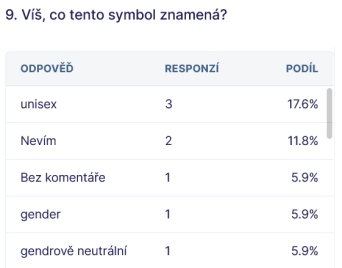 9. Víš, co tento symbol znamená?
ODPOVĚĎ RESPONZÍ PODÍL
unisex 3 17.6%
Nevím 2 11.8%
Bez komentáře 1 5.9%
gender 1 5.9%
gendrově neutrální 1 5.9%